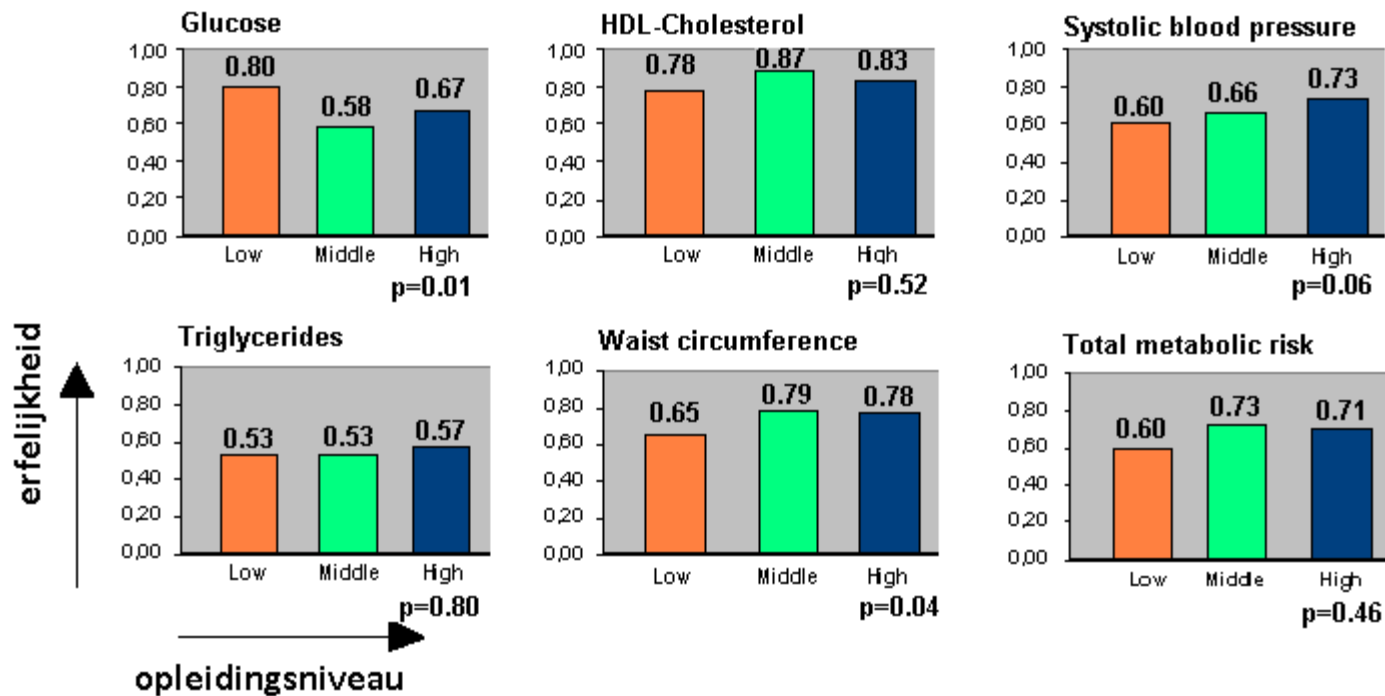 Glucose
1,00
0,80
0,60
0,40
0,20
0,00
0.80
0.58
0.67
Low Middle High
p=0.01
HDL-Cholesterol
1,00
0,80
0,60
0,40
0,20
0,00
0.78
0.87
0.83
Low Middle High
p=0.52
Systolic blood pressure
1,00
0,80
0,60
0,40
0,20
0,00
0.60
0.66
0.73
Low Middle High
p=0.06
erfelijkheid
Triglycerides
1,00
0,80
0,60
0,40
0,20
0,00
0.53
0.53
0.57
Low Middle High
p=0.80
Waist circumference
1,00
0,80
0,60
0,40
0,20
0,00
0.65
0.79
0.78
Low Middle High
p=0.04
Total metabolic risk
1,00
0,80
0,60
0,40
0,20
0,00
0.60
0.73
0.71
Low Middle High
p=0.46
opleidingsniveau